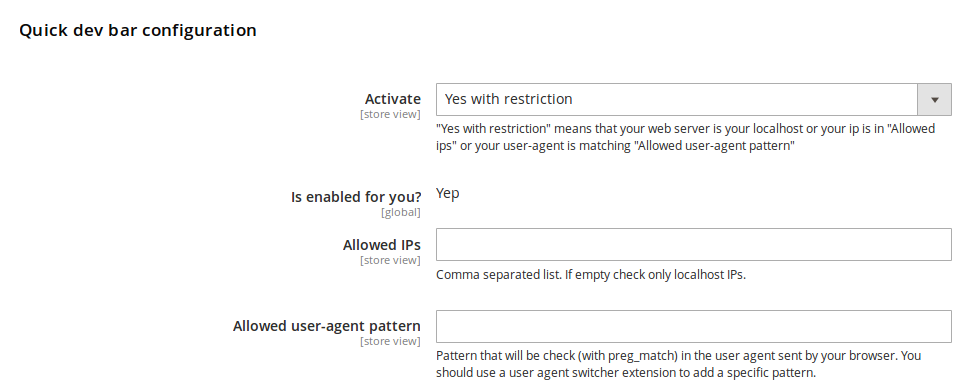 Quick dev bar configuration
Activate
[store view]
Yes with restriction
"Yes with restriction" means that your web server is your localhost or your ip is in "Allowed
ips" or your user-agent is matching "Allowed user-agent pattern"
Is enabled for you?
[global]
Yep
Allowed IPs
[store view]
Comma separated list. If empty check only localhost IPs.
Allowed user-agent pattern
[store view]
Pattern that will be check (with preg_match) in the user agent sent by your browser. You
should use a user agent switcher extension to add a specific pattern.